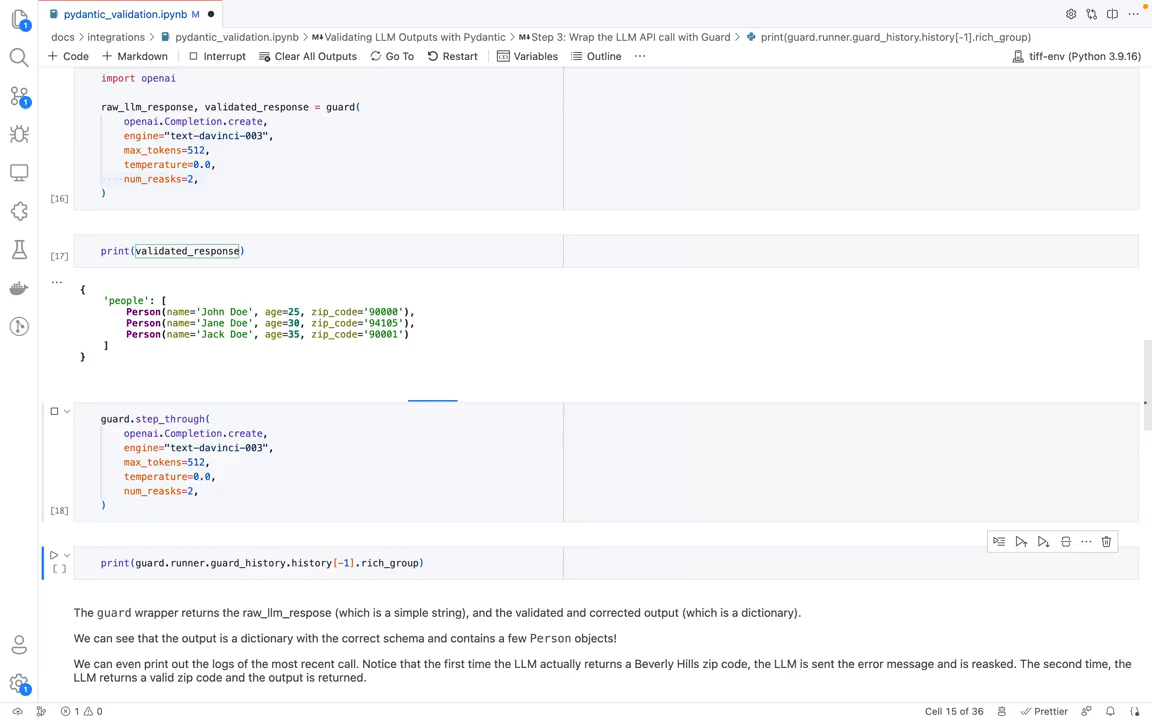 pydantic_validation.ipynb M
docs > integrations > pydantic_validation.ipynb > M↓Validating LLM Outputs with Pydantic > M↓Step 3: Wrap the LLM API call with Guard > print(guard.runner.guard_history.history[-1].rich_group)
+ Code + Markdown Interrupt Clear All Outputs Go To Restart Variables Outline ··· tiff-env (Python 3.9.16)
1
1
import openai
raw_llm_response, validated_response = guard(
openai.Completion.create,
engine="text-davinci-003",
max_tokens=512,
temperature=0.0,
num_reasks=2,
)
[16]
print(validated_response)
[17]
{
'people': [
Person(name='John Doe', age=25, zip_code='90000'),
Person(name='Jane Doe', age=30, zip_code='94105'),
Person(name='Jack Doe', age=35, zip_code='90001')
]
}
guard.step_through(
openai.Completion.create,
engine="text-davinci-003",
max_tokens=512,
temperature=0.0,
num_reasks=2,
)
[18]
print(guard.runner.guard_history.history[-1].rich_group)
[ ]
The guard wrapper returns the raw_llm_respose (which is a simple string), and the validated and corrected output (which is a dictionary).
We can see that the output is a dictionary with the correct schema and contains a few Person objects!
We can even print out the logs of the most recent call. Notice that the first time the LLM actually returns a Beverly Hills zip code, the LLM is sent the error message and is reasked. The second time, the
LLM returns a valid zip code and the output is returned.
1
1 0 Cell 15 of 36 Prettier